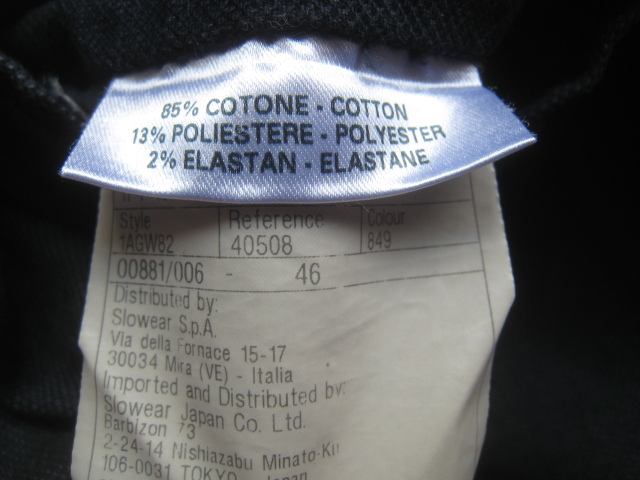 85% COTONE - COTTON
13% POLIESTERE - POLYESTER
2% ELASTAN - ELASTANE
Style Reference Colour
1AGW82 40508 849
00881/006 - 46
Distributed by:
Slowear S.p.A.
Via della Fornace 15-17
30034 Mira (VE) - Italia
Imported and Distributed by:
Slowear Japan Co. Ltd.
Barbizon 73
2-24-14 Nishiazabu Minato-Ku
106-0031 TOKYO - Japan